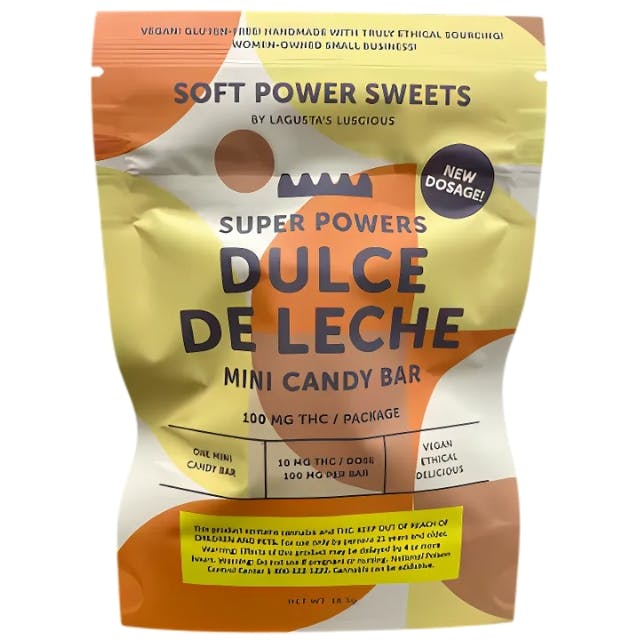 VEGAN! GLUTEN-FREE! HANDMADE WITH TRULY ETHICAL SOURCING!
WOMEN-OWNED SMALL BUSINESS!
SOFT POWER SWEETS
BY LAGUSTA'S LUSCIOUS
NEW
DOSAGE!
SUPER POWERS
DULCE
DE LECHE
MINI CANDY BAR
100 MG THC / PACKAGE
ONE MINI
CANDY BAR
10 MG THC / DOSE
100 MG PER BAR
VEGAN
ETHICAL
DELICIOUS
This product contains cannabis and THC. KEEP OUT OF REACH OF
CHILDREN AND PETS. For use only by persons 21 years and older.
Warning: Effects of this product may be delayed by 4 or more
hours. Warning: Do not use if pregnant or nursing. National Poison
Control Center 1-800-222-1222. Cannabis can be addictive.
NET WT